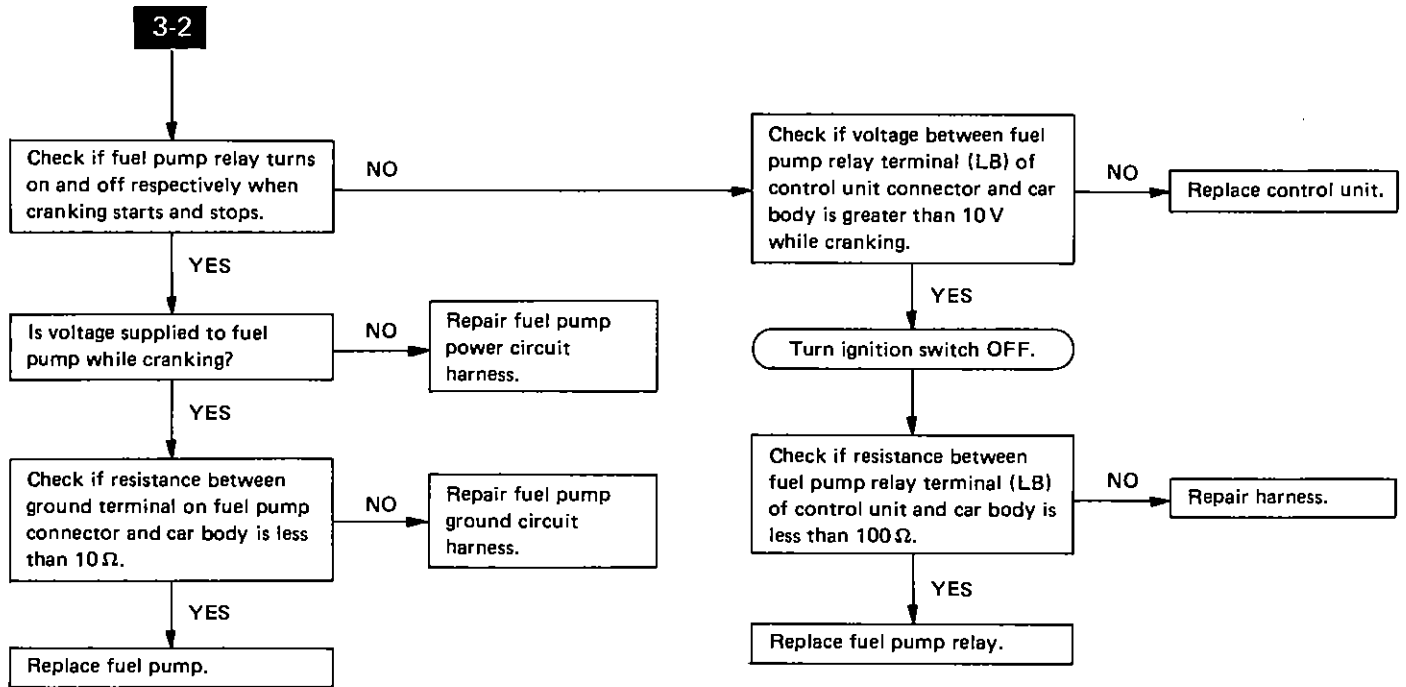 3-2
Check if fuel pump relay turns
on and off respectively when
cranking starts and stops.
NO
YES
Is voltage supplied to fuel
pump while cranking?
NO
Repair fuel pump
power circuit
harness.
YES
Check if resistance between
ground terminal on fuel pump
connector and car body is less
than 10 Ω.
NO
Repair fuel pump
ground circuit
harness.
YES
Replace fuel pump.
Check if voltage between fuel
pump relay terminal (LB) of
control unit connector and car
body is greater than 10 V
while cranking.
NO
Replace control unit.
YES
Turn ignition switch OFF.
Check if resistance between
fuel pump relay terminal (LB)
of control unit and car body is
less than 100 Ω.
NO
Repair harness.
YES
Replace fuel pump relay.